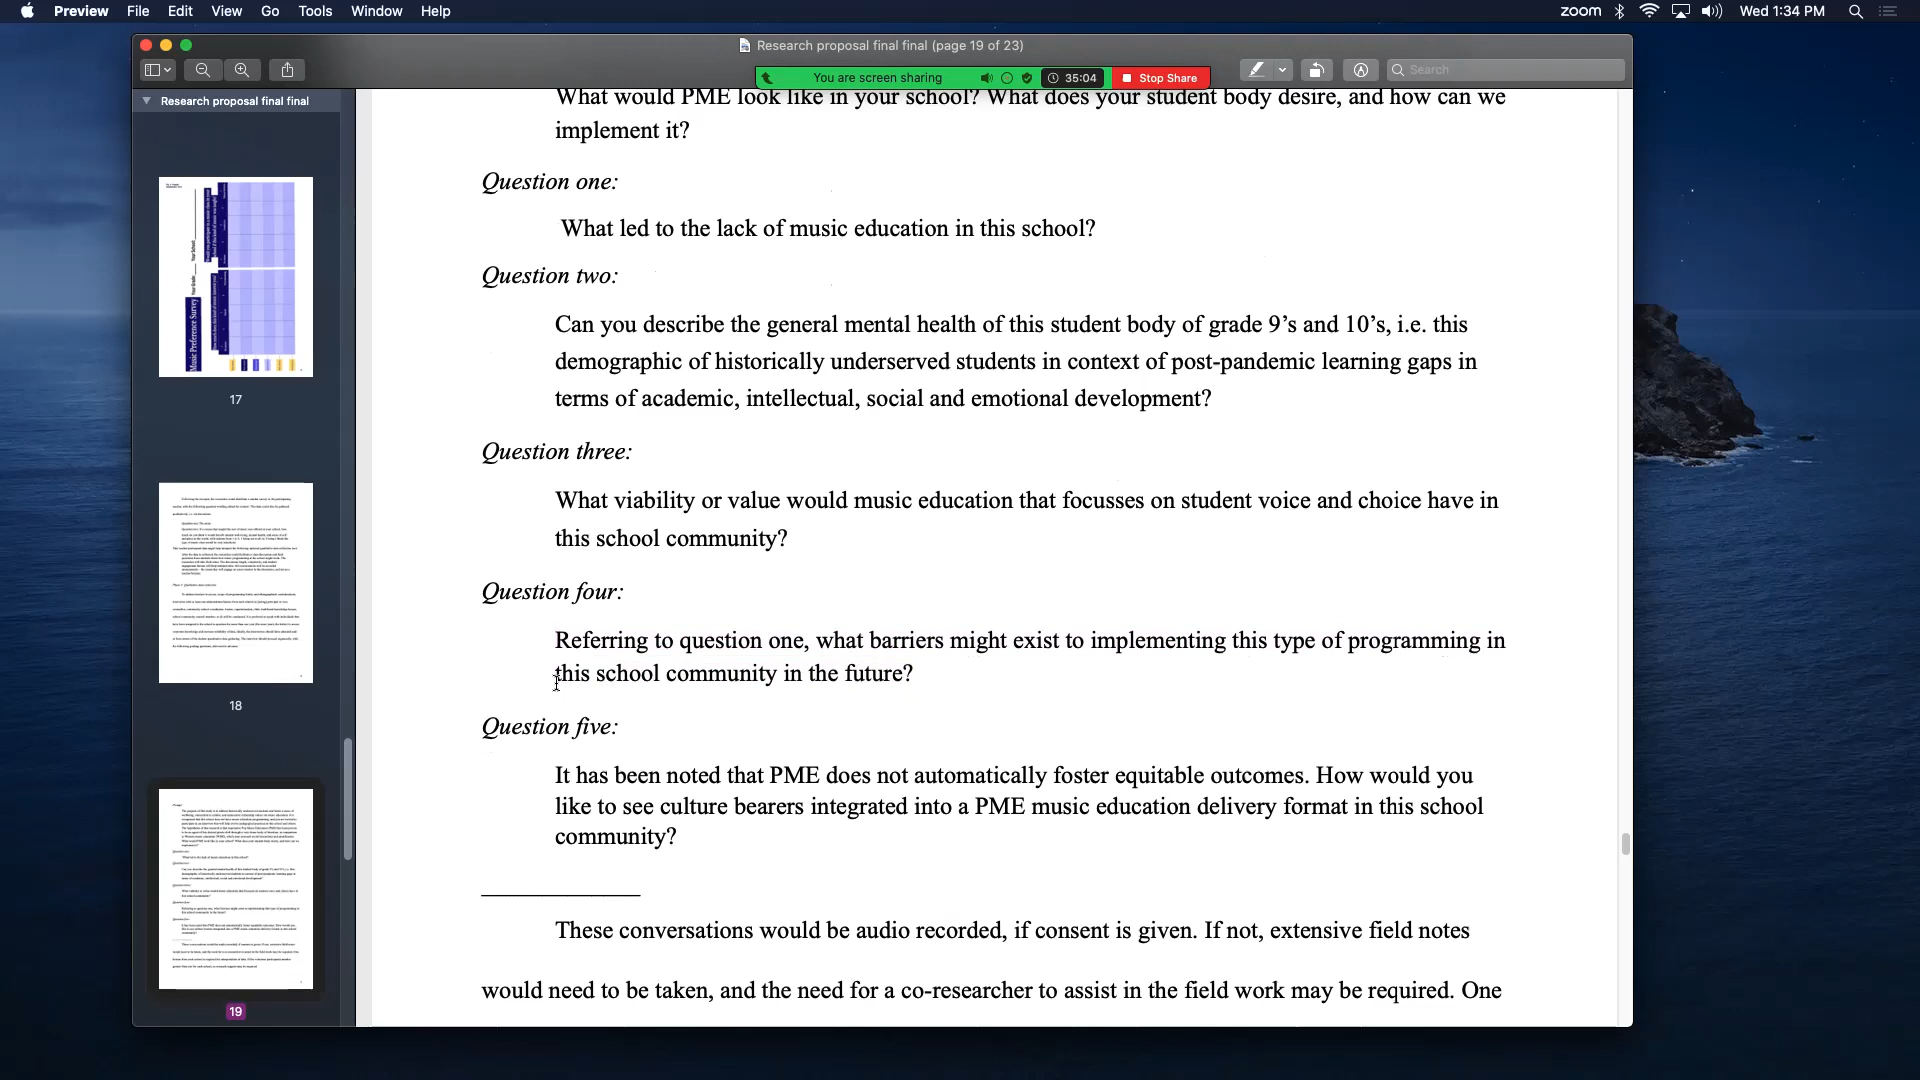 Preview File Edit View Go Tools Window Help
zoom Wed 1:34 PM
Research proposal final final (page 19 of 23)
You are screen sharing 35:04 Stop Share
Search
Research proposal final final
What would PME look like in your school? What does your student body desire, and how can we
implement it?
Question one:
What led to the lack of music education in this school?
Question two:
Can you describe the general mental health of this student body of grade 9’s and 10’s, i.e. this
demographic of historically underserved students in context of post-pandemic learning gaps in
terms of academic, intellectual, social and emotional development?
Question three:
What viability or value would music education that focusses on student voice and choice have in
this school community?
Question four:
Referring to question one, what barriers might exist to implementing this type of programming in
this school community in the future?
Question five:
It has been noted that PME does not automatically foster equitable outcomes. How would you
like to see culture bearers integrated into a PME music education delivery format in this school
community?
These conversations would be audio recorded, if consent is given. If not, extensive field notes
would need to be taken, and the need for a co-researcher to assist in the field work may be required. One
Music Preference Survey
17
18
19